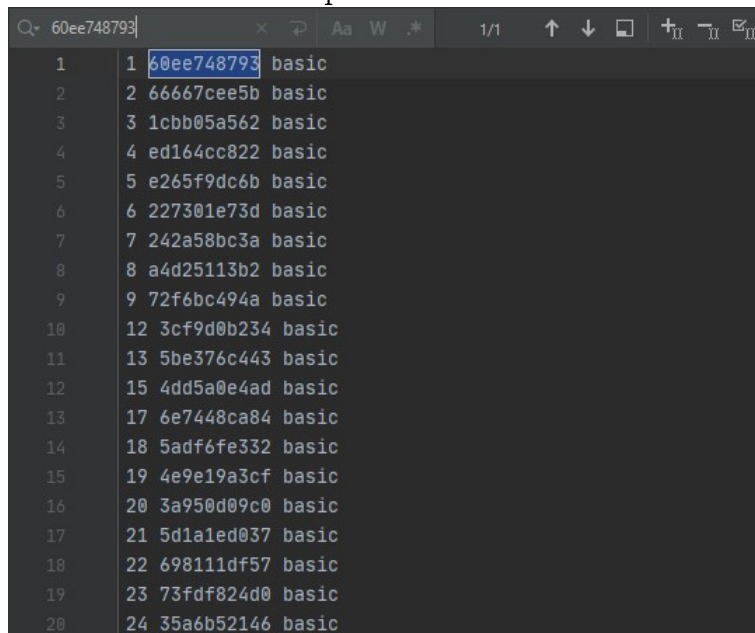 60ee748793 Aa W .* 1/1
1 1 60ee748793 basic
2 2 66667cee5b basic
3 3 1cbb05a562 basic
4 4 ed164cc822 basic
5 5 e265f9dc6b basic
6 6 227301e73d basic
7 7 242a58bc3a basic
8 8 a4d25113b2 basic
9 9 72f6bc494a basic
10 12 3cf9d0b234 basic
11 13 5be376c443 basic
12 15 4dd5a0e4ad basic
13 17 6e7448ca84 basic
14 18 5adf6fe332 basic
15 19 4e9e19a3cf basic
16 20 3a950d09c0 basic
17 21 5d1a1ed037 basic
18 22 698111df57 basic
19 23 73fdf824d0 basic
20 24 35a6b52146 basic